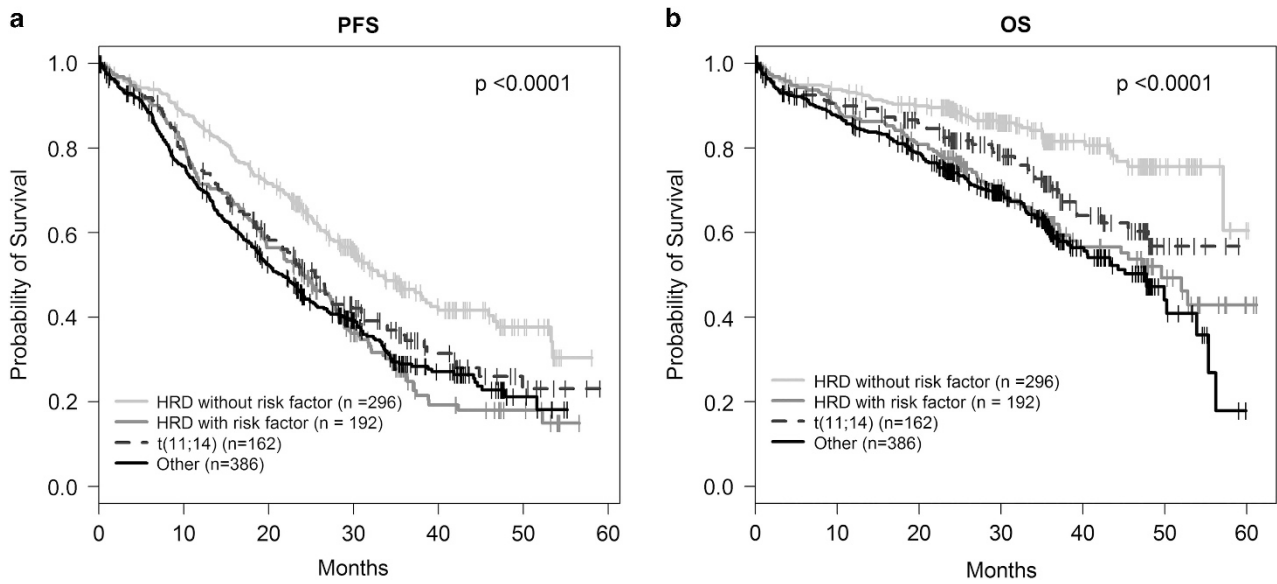 a
PFS
Probability of Survival
1.0
0.8
0.6
0.4
0.2
0.0
p <0.0001
HRD without risk factor (n =296)
HRD with risk factor (n = 192)
t(11;14) (n=162)
Other (n=386)
0 10 20 30 40 50 60
Months
b
OS
Probability of Survival
1.0
0.8
0.6
0.4
0.2
0.0
p <0.0001
HRD without risk factor (n =296)
HRD with risk factor (n = 192)
t(11;14) (n=162)
Other (n=386)
0 10 20 30 40 50 60
Months